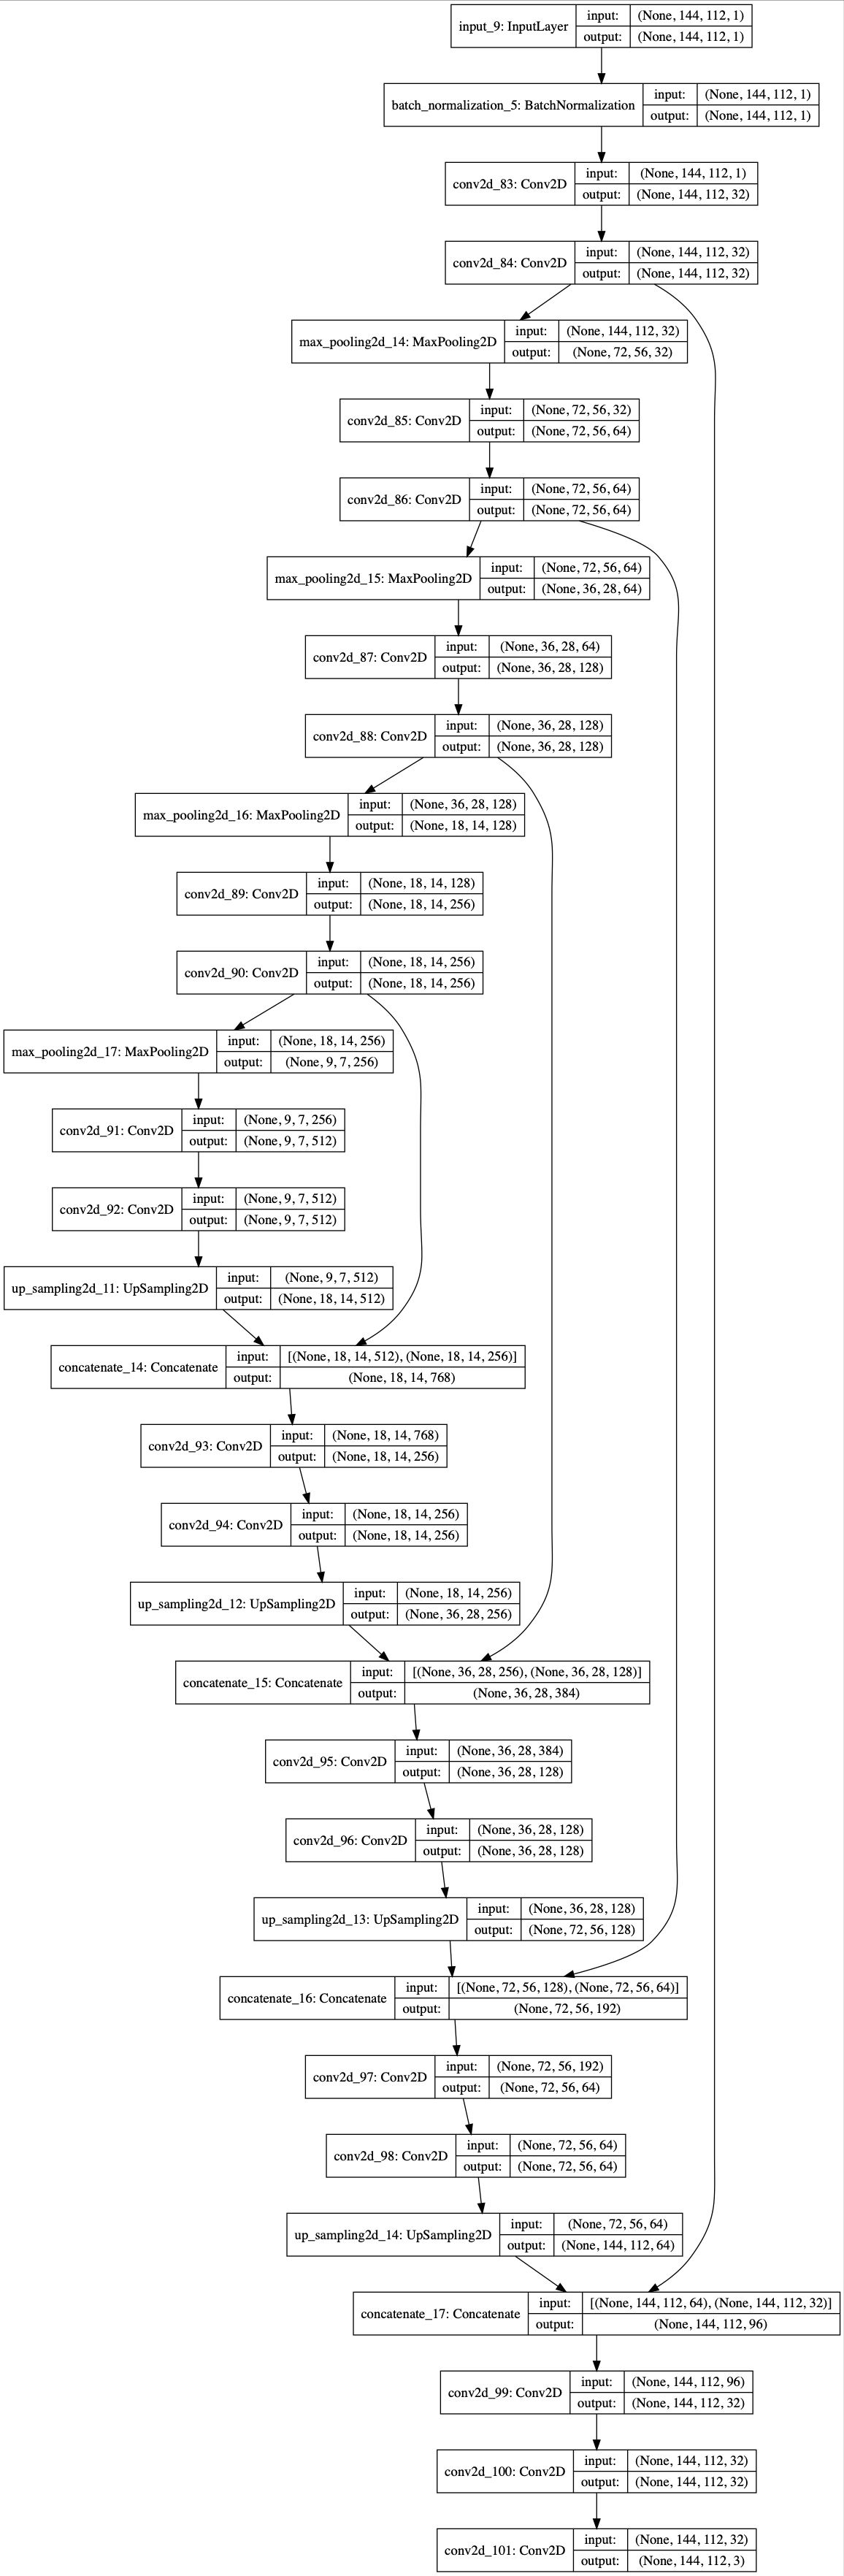 input_9: InputLayer
input: (None, 144, 112, 1)
output: (None, 144, 112, 1)
batch_normalization_5: BatchNormalization
input: (None, 144, 112, 1)
output: (None, 144, 112, 1)
conv2d_83: Conv2D
input: (None, 144, 112, 1)
output: (None, 144, 112, 32)
conv2d_84: Conv2D
input: (None, 144, 112, 32)
output: (None, 144, 112, 32)
max_pooling2d_14: MaxPooling2D
input: (None, 144, 112, 32)
output: (None, 72, 56, 32)
conv2d_85: Conv2D
input: (None, 72, 56, 32)
output: (None, 72, 56, 64)
conv2d_86: Conv2D
input: (None, 72, 56, 64)
output: (None, 72, 56, 64)
max_pooling2d_15: MaxPooling2D
input: (None, 72, 56, 64)
output: (None, 36, 28, 64)
conv2d_87: Conv2D
input: (None, 36, 28, 64)
output: (None, 36, 28, 128)
conv2d_88: Conv2D
input: (None, 36, 28, 128)
output: (None, 36, 28, 128)
max_pooling2d_16: MaxPooling2D
input: (None, 36, 28, 128)
output: (None, 18, 14, 128)
conv2d_89: Conv2D
input: (None, 18, 14, 128)
output: (None, 18, 14, 256)
conv2d_90: Conv2D
input: (None, 18, 14, 256)
output: (None, 18, 14, 256)
max_pooling2d_17: MaxPooling2D
input: (None, 18, 14, 256)
output: (None, 9, 7, 256)
conv2d_91: Conv2D
input: (None, 9, 7, 256)
output: (None, 9, 7, 512)
conv2d_92: Conv2D
input: (None, 9, 7, 512)
output: (None, 9, 7, 512)
up_sampling2d_11: UpSampling2D
input: (None, 9, 7, 512)
output: (None, 18, 14, 512)
concatenate_14: Concatenate
input: [(None, 18, 14, 512), (None, 18, 14, 256)]
output: (None, 18, 14, 768)
conv2d_93: Conv2D
input: (None, 18, 14, 768)
output: (None, 18, 14, 256)
conv2d_94: Conv2D
input: (None, 18, 14, 256)
output: (None, 18, 14, 256)
up_sampling2d_12: UpSampling2D
input: (None, 18, 14, 256)
output: (None, 36, 28, 256)
concatenate_15: Concatenate
input: [(None, 36, 28, 256), (None, 36, 28, 128)]
output: (None, 36, 28, 384)
conv2d_95: Conv2D
input: (None, 36, 28, 384)
output: (None, 36, 28, 128)
conv2d_96: Conv2D
input: (None, 36, 28, 128)
output: (None, 36, 28, 128)
up_sampling2d_13: UpSampling2D
input: (None, 36, 28, 128)
output: (None, 72, 56, 128)
concatenate_16: Concatenate
input: [(None, 72, 56, 128), (None, 72, 56, 64)]
output: (None, 72, 56, 192)
conv2d_97: Conv2D
input: (None, 72, 56, 192)
output: (None, 72, 56, 64)
conv2d_98: Conv2D
input: (None, 72, 56, 64)
output: (None, 72, 56, 64)
up_sampling2d_14: UpSampling2D
input: (None, 72, 56, 64)
output: (None, 144, 112, 64)
concatenate_17: Concatenate
input: [(None, 144, 112, 64), (None, 144, 112, 32)]
output: (None, 144, 112, 96)
conv2d_99: Conv2D
input: (None, 144, 112, 96)
output: (None, 144, 112, 32)
conv2d_100: Conv2D
input: (None, 144, 112, 32)
output: (None, 144, 112, 32)
conv2d_101: Conv2D
input: (None, 144, 112, 32)
output: (None, 144, 112, 3)